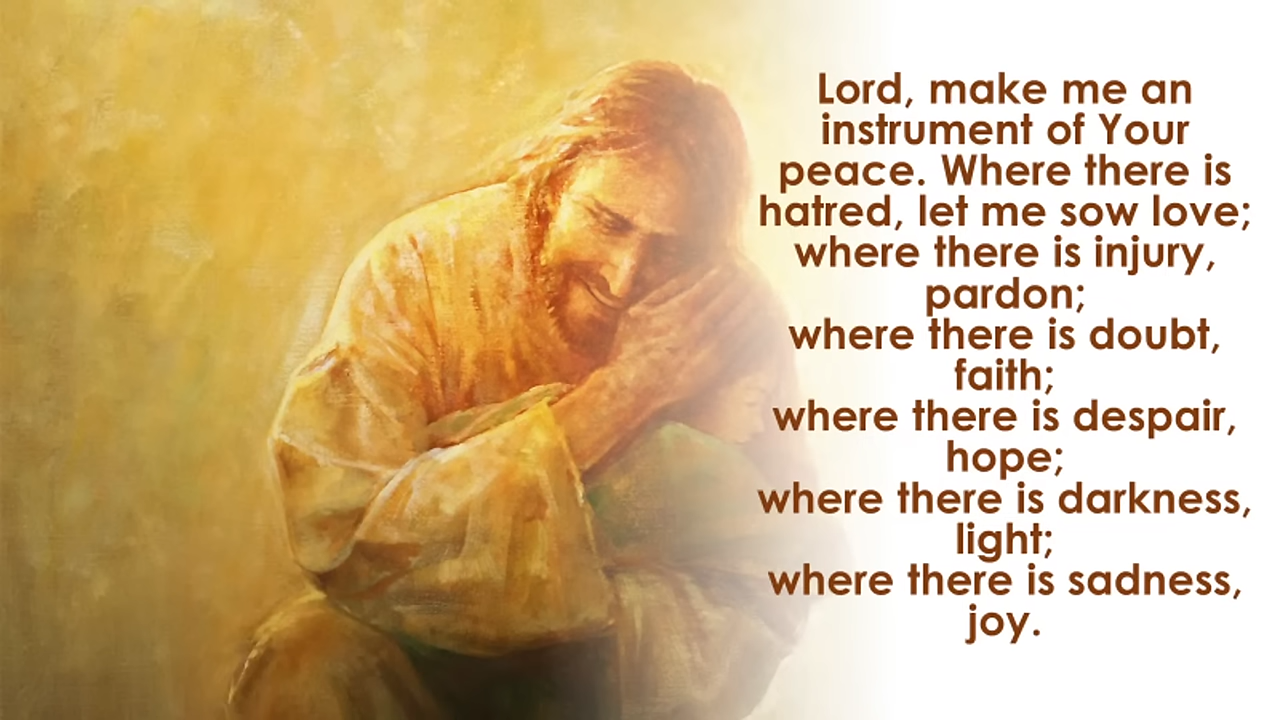 Lord, make me an
instrument of Your
peace. Where there is
hatred, let me sow love;
where there is injury,
pardon;
where there is doubt,
faith;
where there is despair,
hope;
where there is darkness,
light;
where there is sadness,
joy.